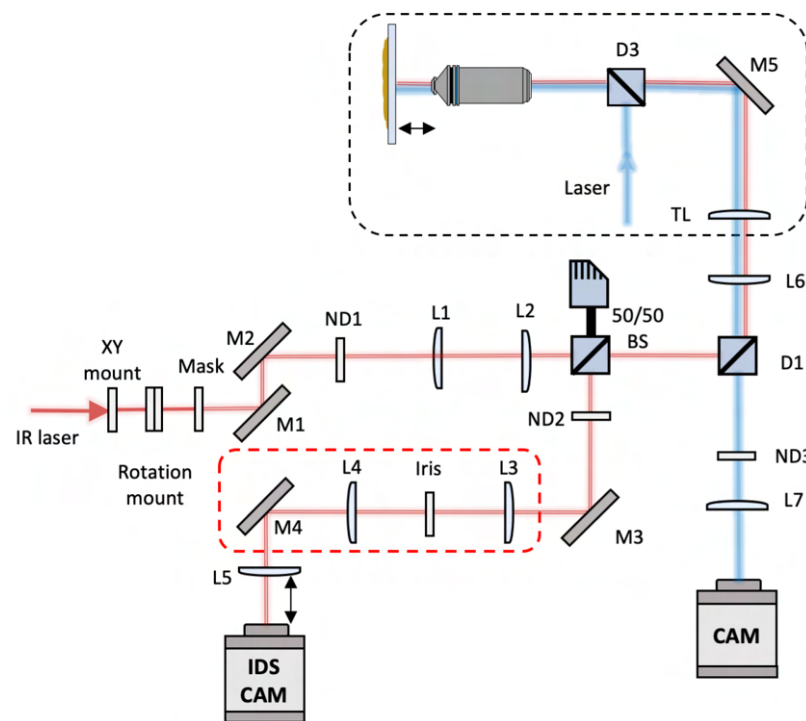 D3
M5
Laser
TL
L6
50/50
BS
D1
M2
ND1
L1
L2
XY
mount
Mask
IR laser
M1
Rotation
mount
ND2
ND3
L4
Iris
L3
L7
M4
M3
L5
CAM
IDS
CAM